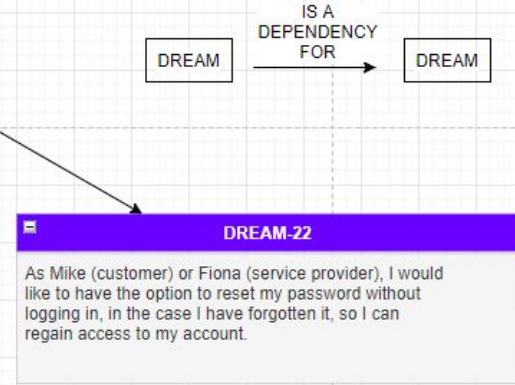 IS A
DEPENDENCY
FOR
DREAM
DREAM
DREAM-22
As Mike (customer) or Fiona (service provider), I would
like to have the option to reset my password without
logging in, in the case I have forgotten it, so I can
regain access to my account.